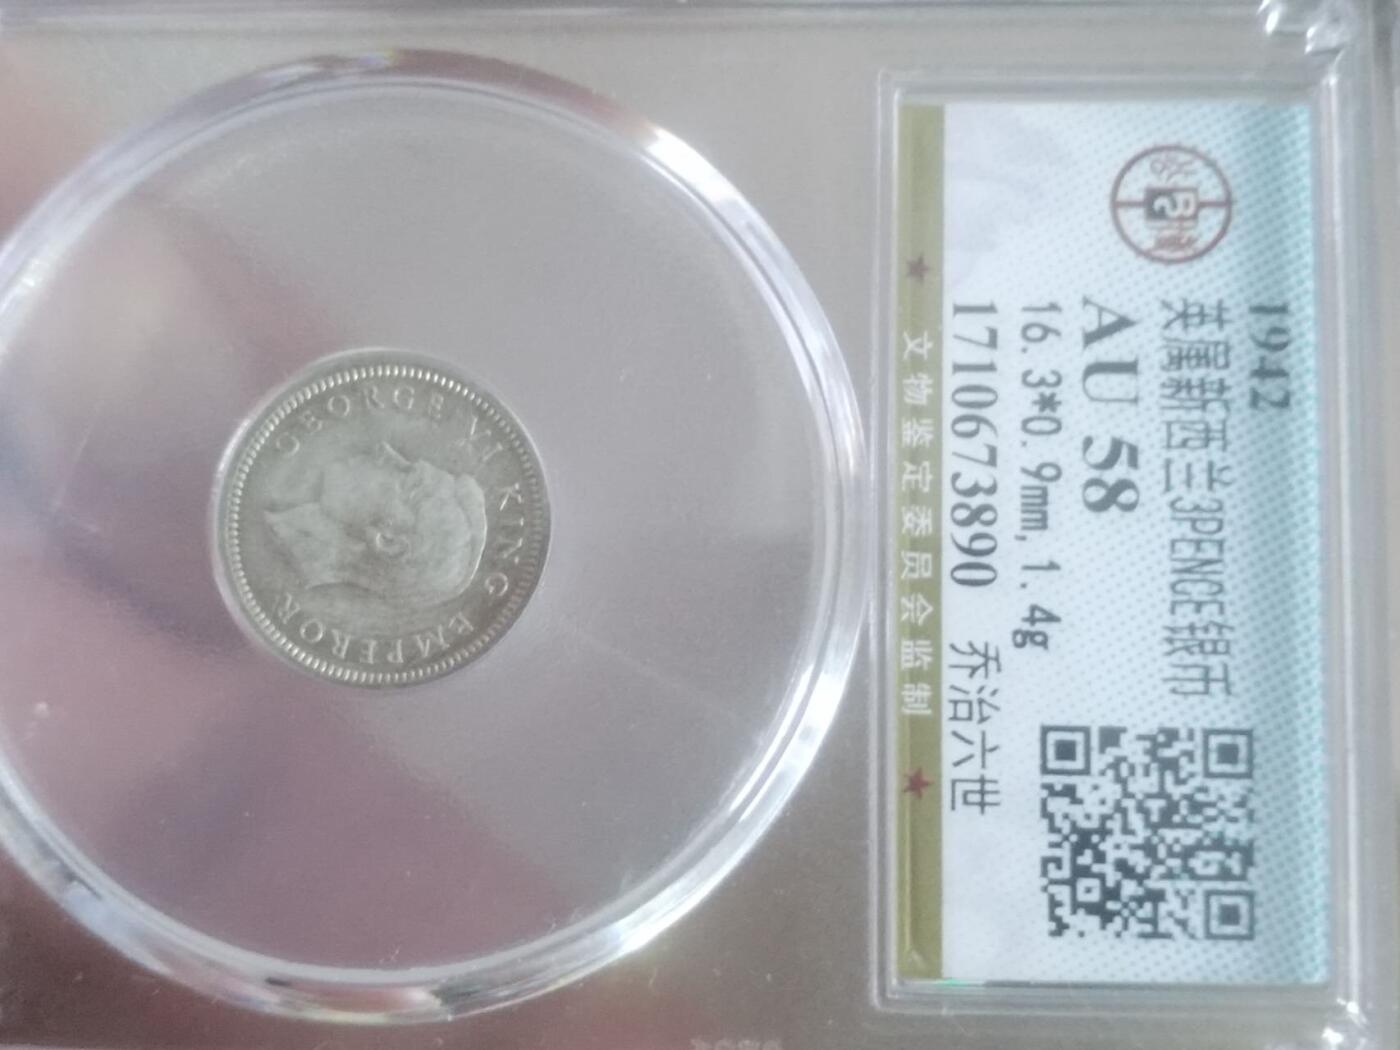 1942
英属新西兰3PENCE银币
AU 58
16.3*0.9mm, 1.4g
1710673890 乔治六世
★ 文物鉴定委员会监制 ★
GEORGE VI KING EMPEROR